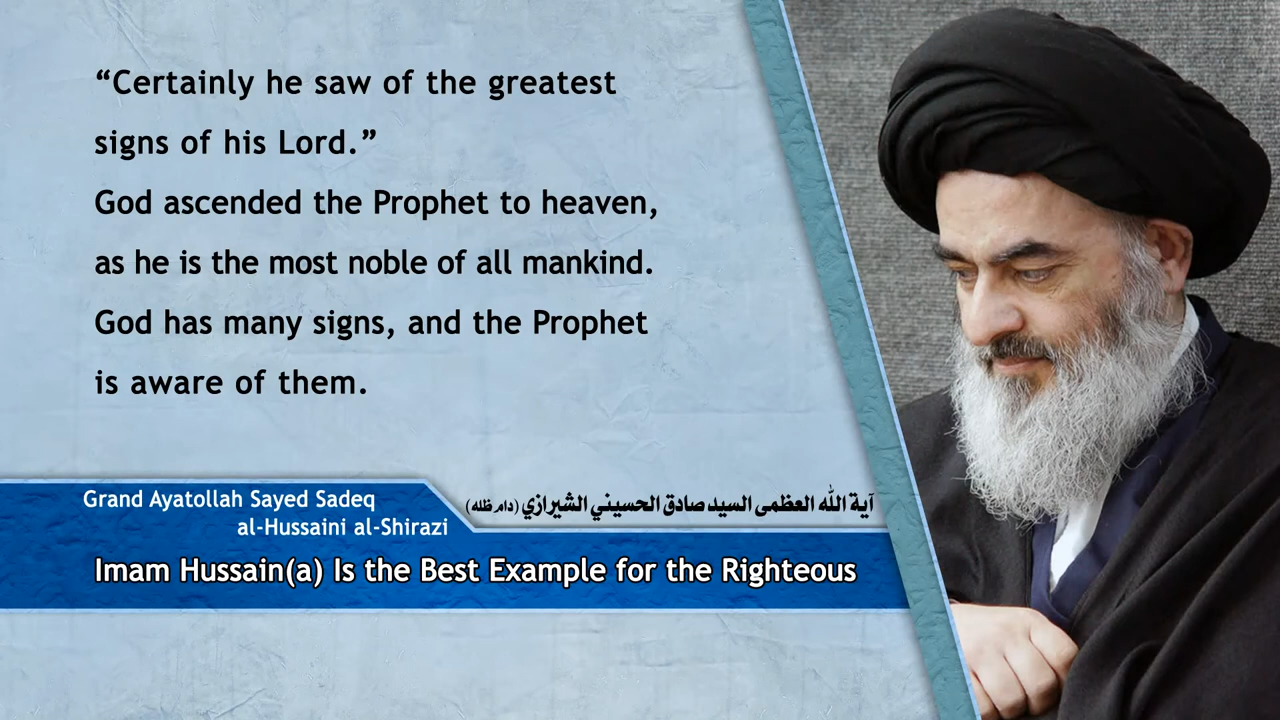 “Certainly he saw of the greatest
signs of his Lord.”
God ascended the Prophet to heaven,
as he is the most noble of all mankind.
God has many signs, and the Prophet
is aware of them.
Grand Ayatollah Sayed Sadeq
al-Hussaini al-Shirazi
آية الله العظمى السيد صادق الحسيني الشيرازي (دام ظله)
Imam Hussain(a) Is the Best Example for the Righteous